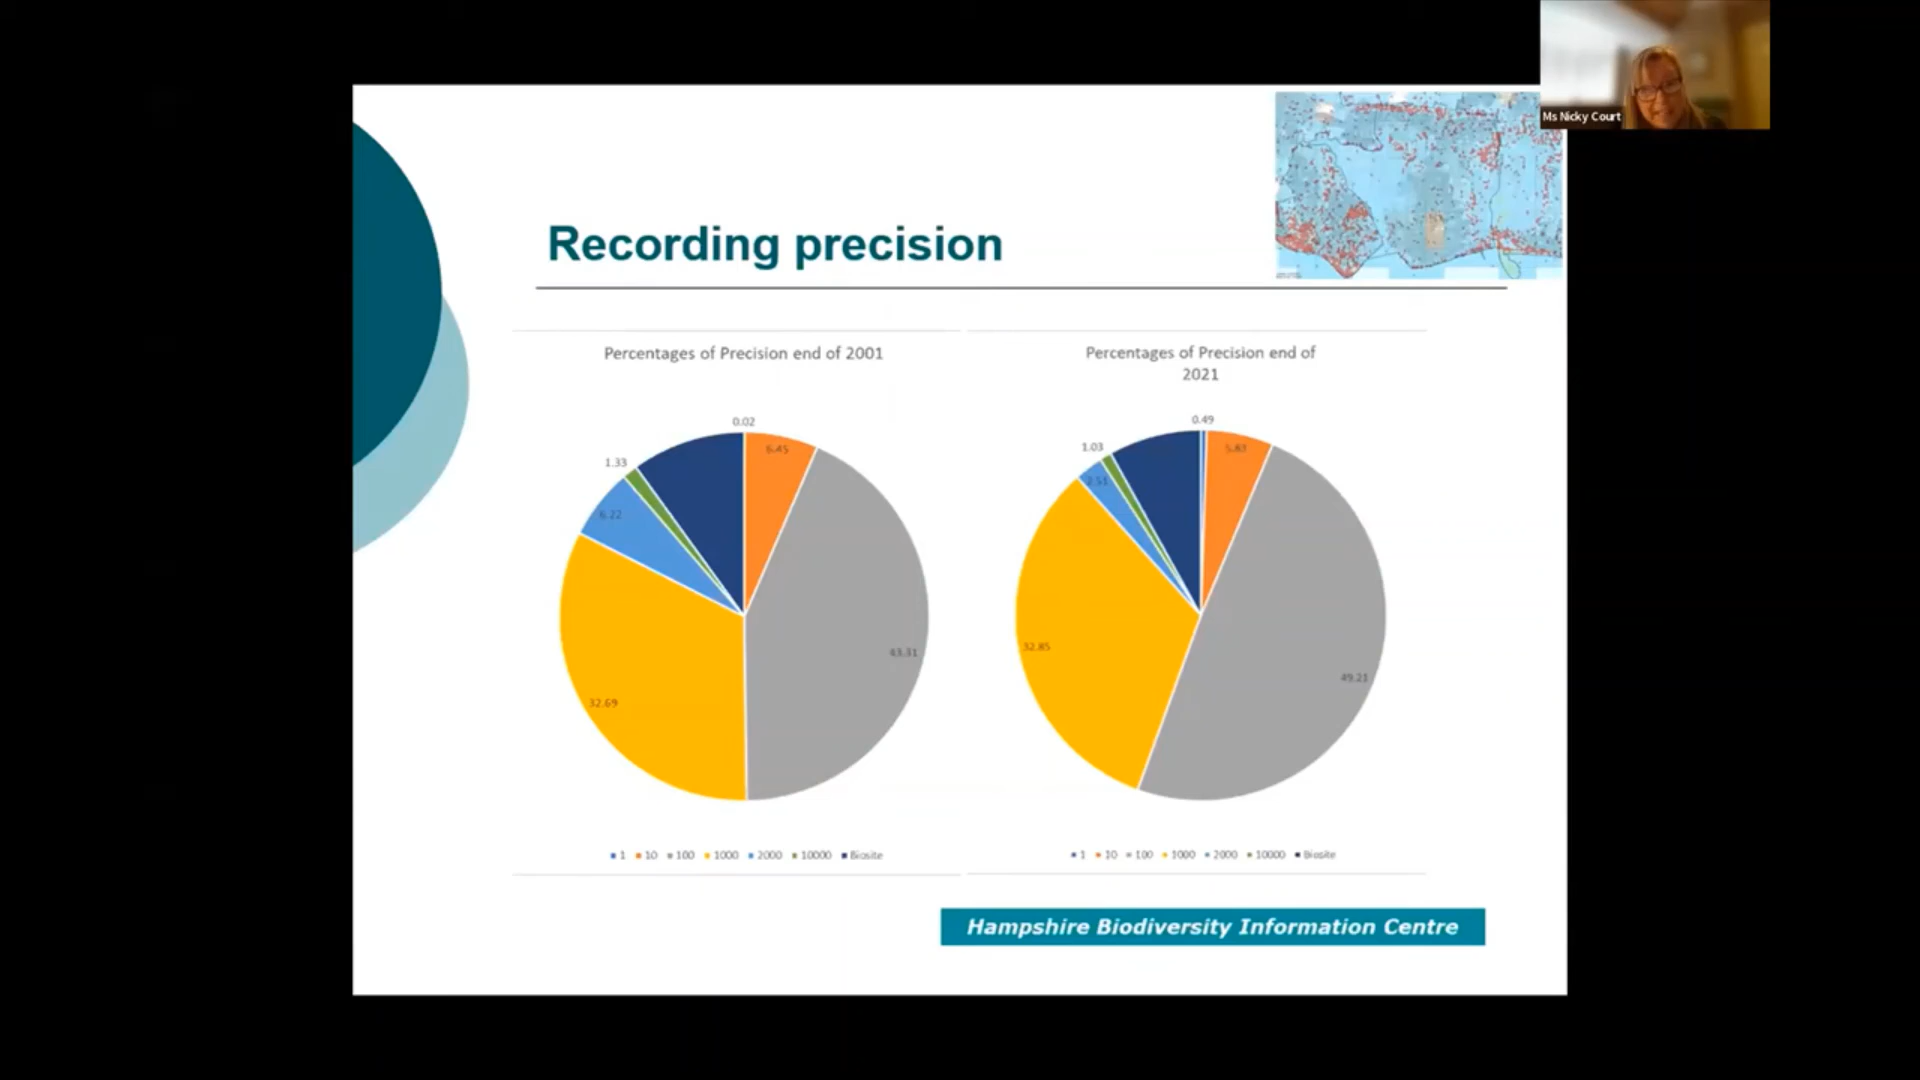 Ms Nicky Court
Recording precision
Percentages of Precision end of 2001
0.02
6.45
1.33
6.22
43.31
32.69
1 10 100 1000 2000 10000 Biosite
Percentages of Precision end of
2021
0.49
5.83
1.03
2.51
32.85
49.21
1 10 100 1000 2000 10000 Biosite
Hampshire Biodiversity Information Centre